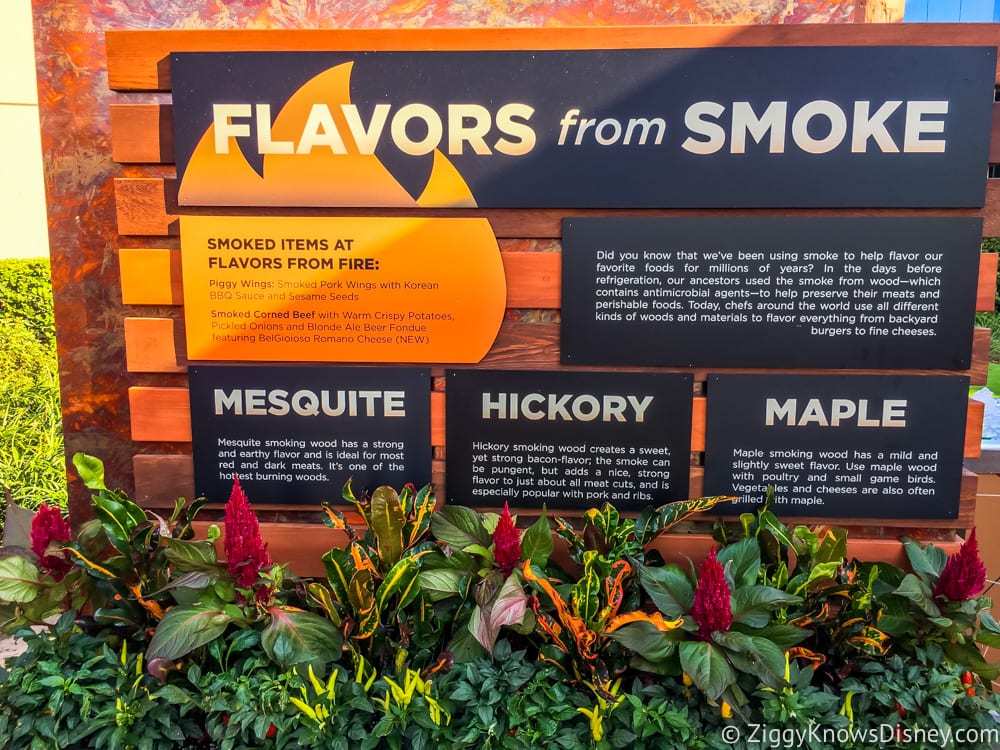 FLAVORS from SMOKE
SMOKED ITEMS AT
FLAVORS FROM FIRE:
Piggy Wings: Smoked Pork Wings with Korean
BBQ Sauce and Sesame Seeds
Smoked Corned Beef with Warm Crispy Potatoes,
Pickled Onions and Blonde Ale Beer Fondue
featuring BelGioioso Romano Cheese (NEW)
Did you know that we've been using smoke to help flavor our
favorite foods for millions of years? In the days before
refrigeration, our ancestors used the smoke from wood—which
contains antimicrobial agents—to help preserve their meats and
perishable foods. Today, chefs around the world use all different
kinds of woods and materials to flavor everything from backyard
burgers to fine cheeses.
MESQUITE
Mesquite smoking wood has a strong
and earthy flavor and is ideal for most
red and dark meats. It's one of the
hottest burning woods.
HICKORY
Hickory smoking wood creates a sweet,
yet strong bacon-flavor; the smoke can
be pungent, but adds a nice, strong
flavor to just about all meat cuts, and is
especially popular with pork and ribs.
MAPLE
Maple smoking wood has a mild and
slightly sweet flavor. Use maple wood
with poultry and small game birds.
Vegetables and cheeses are also often
grilled with maple.
© ZiggyKnowsDisney.com